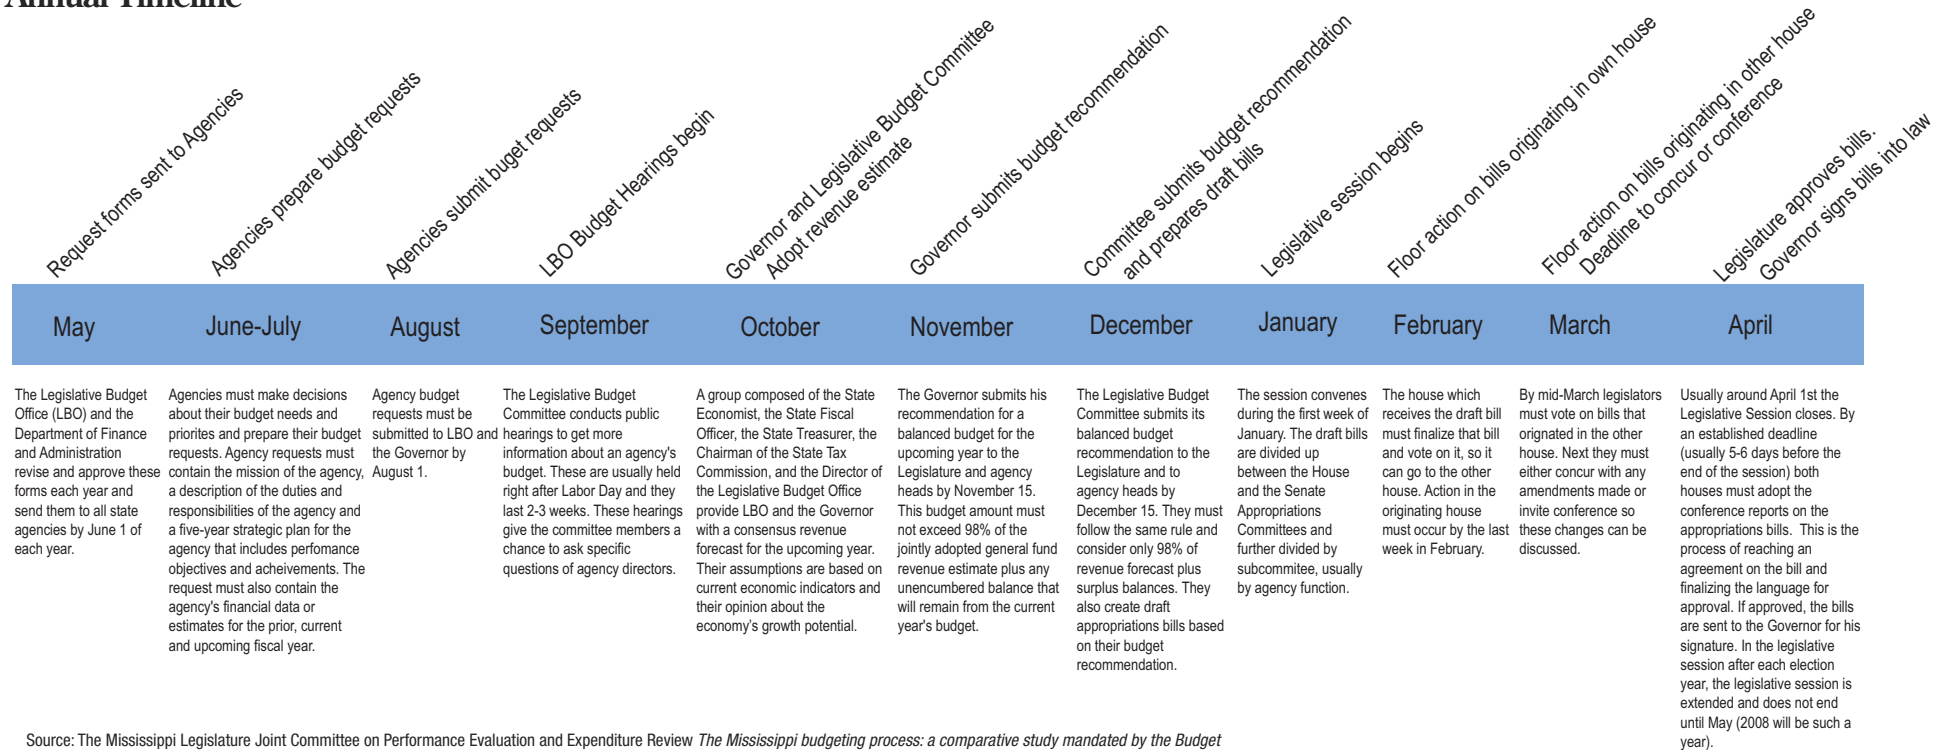 Annual Timeline
Request forms sent to Agencies
Agencies prepare budget requests
Agencies submit buget requests
LBO Budget Hearings begin
Governor and Legislative Budget Committee
Adopt revenue estimate
Governor submits budget recommendation
Committee submits budget recommendation
and prepares draft bills
Legislative session begins
Floor action on bills originating in own house
Floor action on bills originating in other house
Deadline to concur or conference
Legislature approves bills.
Governor signs bills into law
May
June-July
August
September
October
November
December
January
February
March
April
The Legislative Budget
Office (LBO) and the
Department of Finance
and Administration
revise and approve these
forms each year and
send them to all state
agencies by June 1 of
each year.
Agencies must make decisions
about their budget needs and
priorites and prepare their budget
requests. Agency requests must
contain the mission of the agency,
a description of the duties and
responsibilities of the agency and
a five-year strategic plan for the
agency that includes perfomance
objectives and acheivements. The
request must also contain the
agency's financial data or
estimates for the prior, current
and upcoming fiscal year.
Agency budget
requests must be
submitted to LBO and
the Governor by
August 1.
The Legislative Budget
Committee conducts public
hearings to get more
information about an agency's
budget. These are usually held
right after Labor Day and they
last 2-3 weeks. These hearings
give the committee members a
chance to ask specific
questions of agency directors.
A group composed of the State
Economist, the State Fiscal
Officer, the State Treasurer, the
Chairman of the State Tax
Commission, and the Director of
the Legislative Budget Office
provide LBO and the Governor
with a consensus revenue
forecast for the upcoming year.
Their assumptions are based on
current economic indicators and
their opinion about the
economy's growth potential.
The Governor submits his
recommendation for a
balanced budget for the
upcoming year to the
Legislature and agency
heads by November 15.
This budget amount must
not exceed 98% of the
jointly adopted general fund
revenue estimate plus any
unencumbered balance that
will remain from the current
year's budget.
The Legislative Budget
Committee submits its
balanced budget
recommendation to the
Legislature and to
agency heads by
December 15. They must
follow the same rule and
consider only 98% of
revenue forecast plus
surplus balances. They
also create draft
appropriations bills based
on their budget
recommendation.
The session convenes
during the first week of
January. The draft bills
are divided up
between the House
and the Senate
Appropriations
Committees and
further divided by
subcommitee, usually
by agency function.
The house which
receives the draft bill
must finalize that bill
and vote on it, so it
can go to the other
house. Action in the
originating house
must occur by the last
week in February.
By mid-March legislators
must vote on bills that
orignated in the other
house. Next they must
either concur with any
amendments made or
invite conference so
these changes can be
discussed.
Usually around April 1st the
Legislative Session closes. By
an established deadline
(usually 5-6 days before the
end of the session) both
houses must adopt the
conference reports on the
appropriations bills. This is the
process of reaching an
agreement on the bill and
finalizing the language for
approval. If approved, the bills
are sent to the Governor for his
signature. In the legislative
session after each election
year, the legislative session is
extended and does not end
until May (2008 will be such a
year).
Source: The Mississippi Legislature Joint Committee on Performance Evaluation and Expenditure Review The Mississippi budgeting process: a comparative study mandated by the Budget